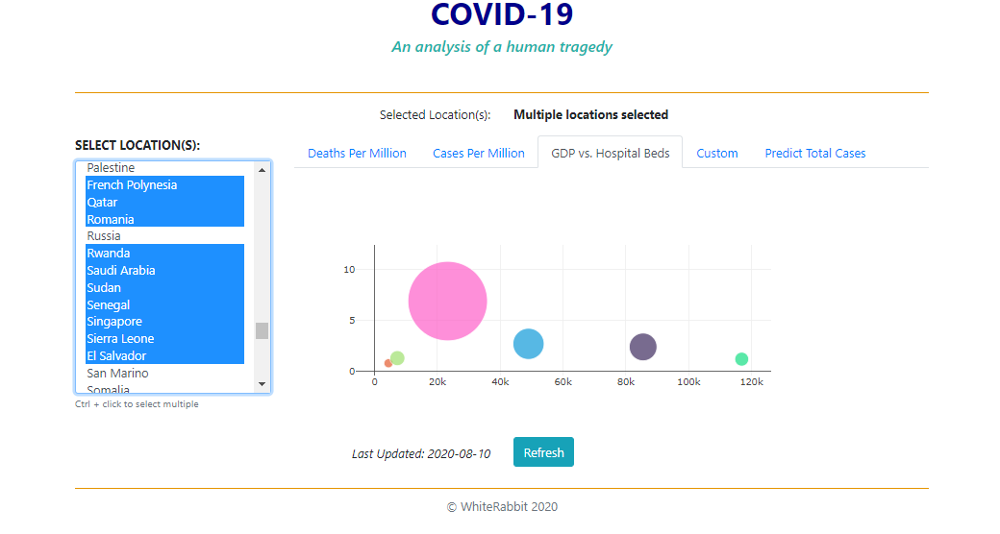 COVID-19
An analysis of a human tragedy
Selected Location(s): Multiple locations selected
SELECT LOCATION(S):
Palestine
French Polynesia
Qatar
Romania
Russia
Rwanda
Saudi Arabia
Sudan
Senegal
Singapore
Sierra Leone
El Salvador
San Marino
Somalia
Ctrl + click to select multiple
Deaths Per Million Cases Per Million GDP vs. Hospital Beds Custom Predict Total Cases
10
5
0
0 20k 40k 60k 80k 100k 120k
Last Updated: 2020-08-10 Refresh
© WhiteRabbit 2020